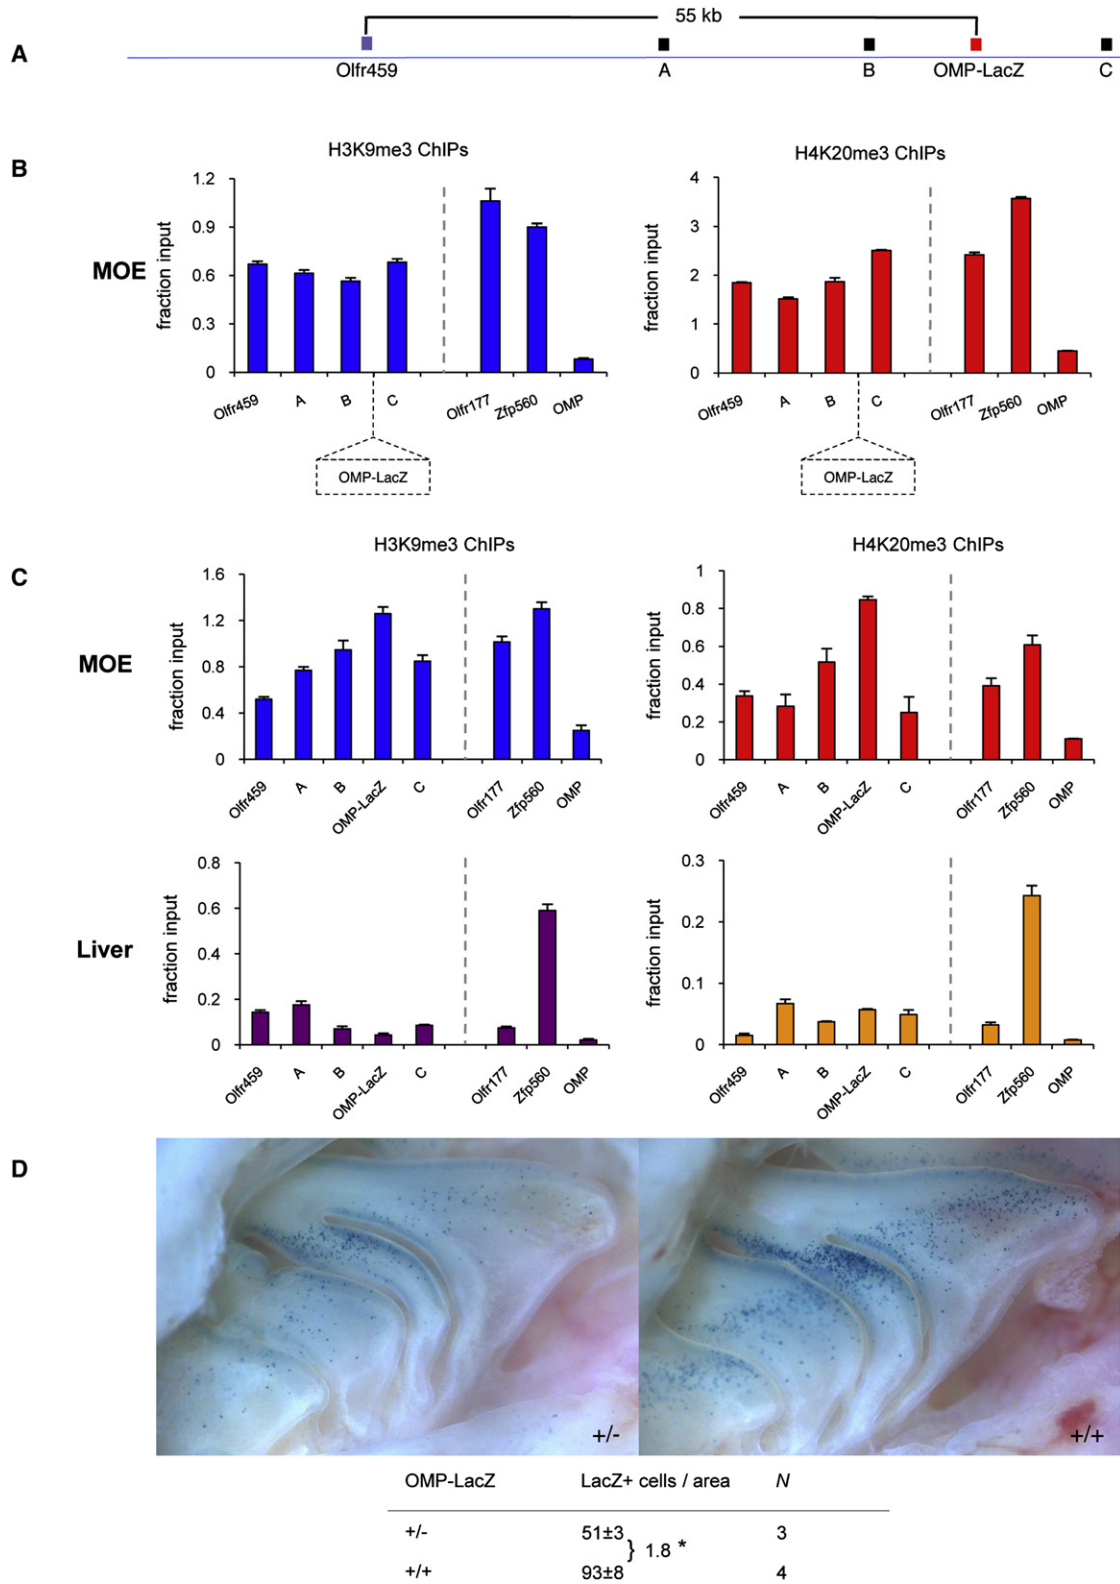 A
55 kb
Olfr459 A B OMP-LacZ C
B
H3K9me3 ChIPs
H4K20me3 ChIPs
MOE
fraction input
1.2
0.9
0.6
0.3
0
Olfr459 A B C Olfr177 Zfp560 OMP
OMP-LacZ
fraction input
4
3
2
1
0
Olfr459 A B C Olfr177 Zfp560 OMP
OMP-LacZ
C
H3K9me3 ChIPs
H4K20me3 ChIPs
MOE
fraction input
1.6
1.2
0.8
0.4
0
Olfr459 A B OMP-LacZ C Olfr177 Zfp560 OMP
fraction input
1
0.8
0.6
0.4
0.2
0
Olfr459 A B OMP-LacZ C Olfr177 Zfp560 OMP
Liver
fraction input
0.8
0.6
0.4
0.2
0
Olfr459 A B OMP-LacZ C Olfr177 Zfp560 OMP
fraction input
0.3
0.2
0.1
0
Olfr459 A B OMP-LacZ C Olfr177 Zfp560 OMP
D
+/-
+/+
OMP-LacZ LacZ+ cells / area N
+/- 51±3 3
} 1.8 *
+/+ 93±8 4